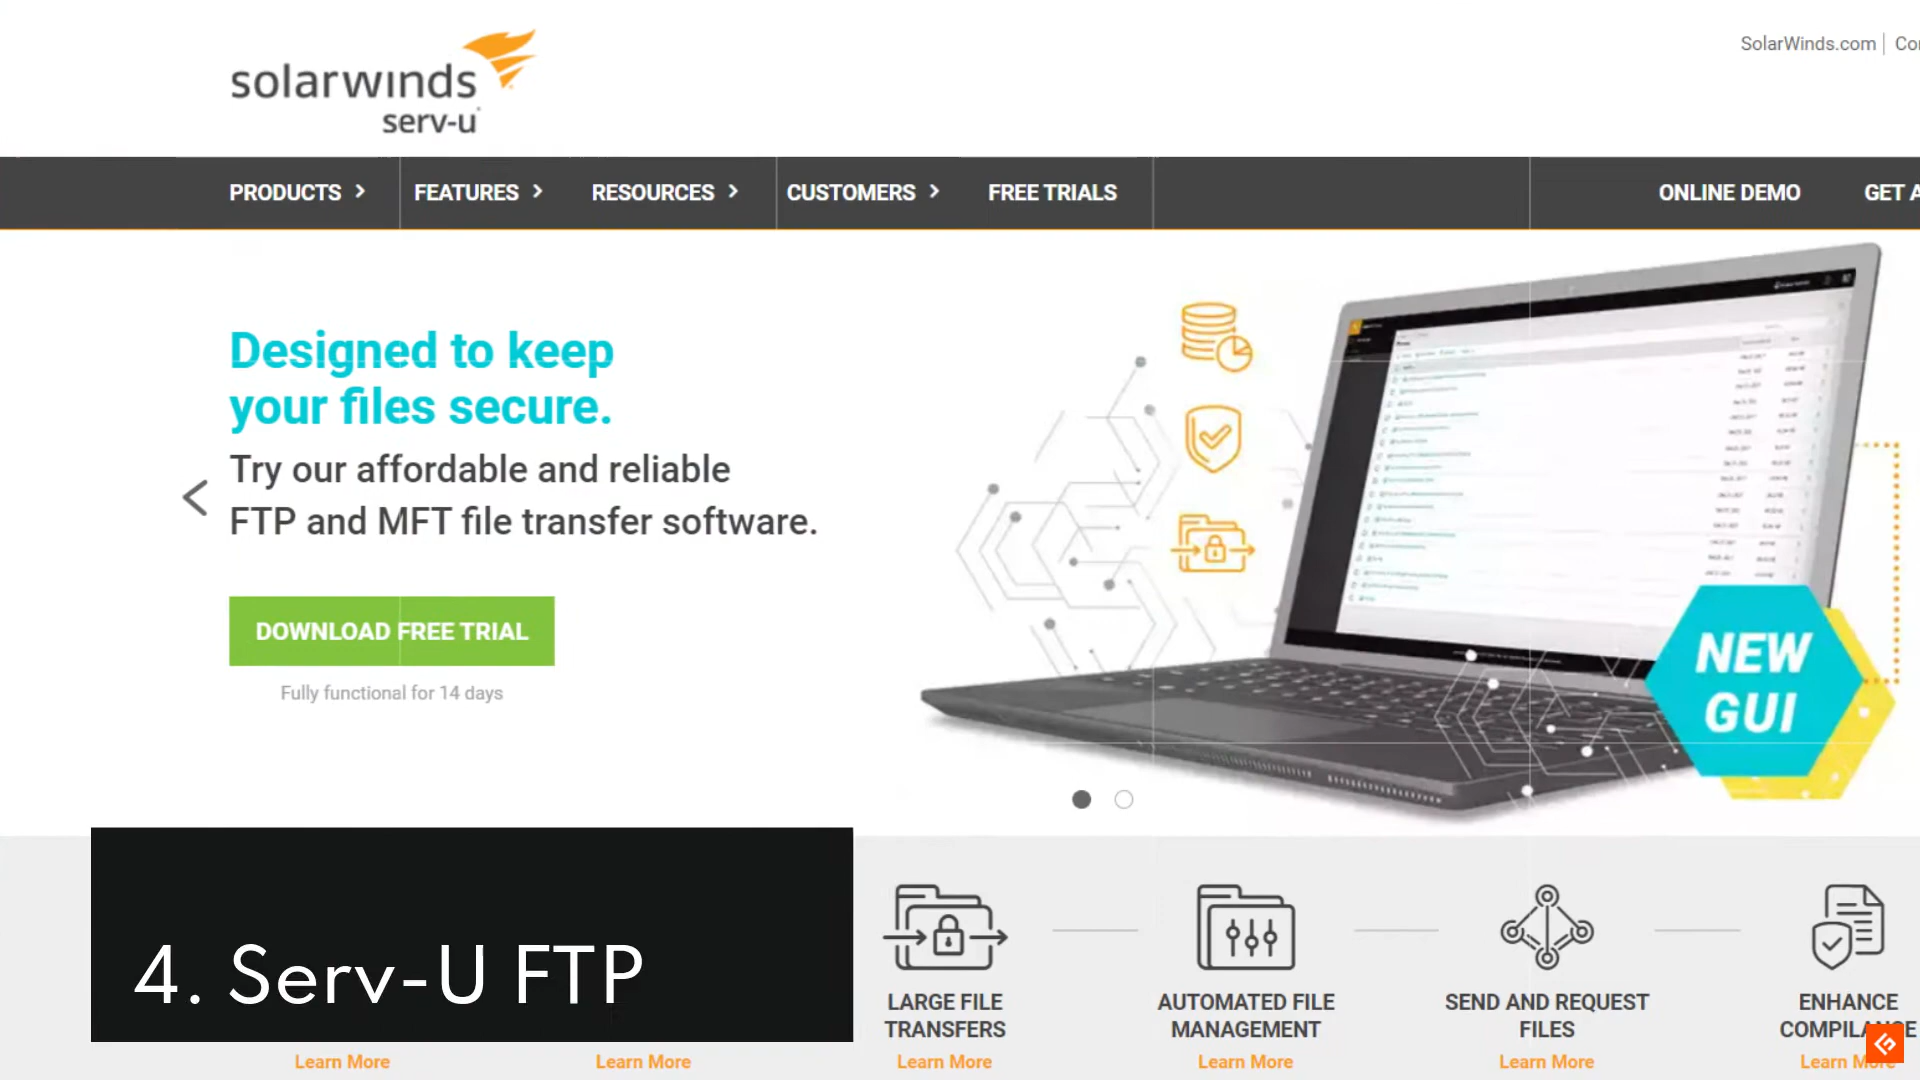 solarwinds
serv-u
SolarWinds.com
PRODUCTS
FEATURES
RESOURCES
CUSTOMERS
FREE TRIALS
ONLINE DEMO
GET A
Designed to keep
your files secure.
Try our affordable and reliable
FTP and MFT file transfer software.
DOWNLOAD FREE TRIAL
Fully functional for 14 days
NEW
GUI
4. Serv-U FTP
LARGE FILE
TRANSFERS
AUTOMATED FILE
MANAGEMENT
SEND AND REQUEST
FILES
ENHANCE
Learn More
Learn More
Learn More
Learn More
Learn More
Learn